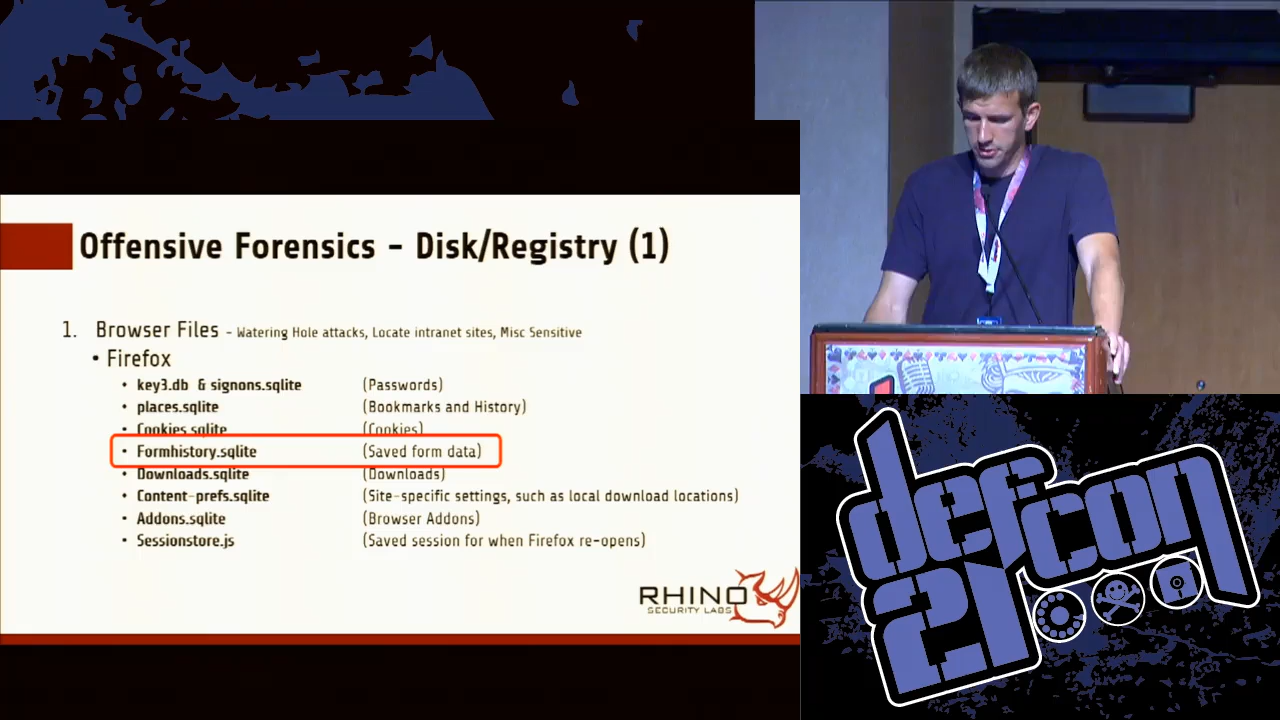 Offensive Forensics - Disk/Registry (1)
1. Browser Files - Watering Hole attacks, Locate intranet sites, Misc Sensitive
• Firefox
• key3.db & signons.sqlite (Passwords)
• places.sqlite (Bookmarks and History)
• Cookies.sqlite (Cookies)
• Formhistory.sqlite (Saved form data)
• Downloads.sqlite (Downloads)
• Content-prefs.sqlite (Site-specific settings, such as local download locations)
• Addons.sqlite (Browser Addons)
• Sessionstore.js (Saved session for when Firefox re-opens)
RHINO
SECURITY LABS
defcon
21